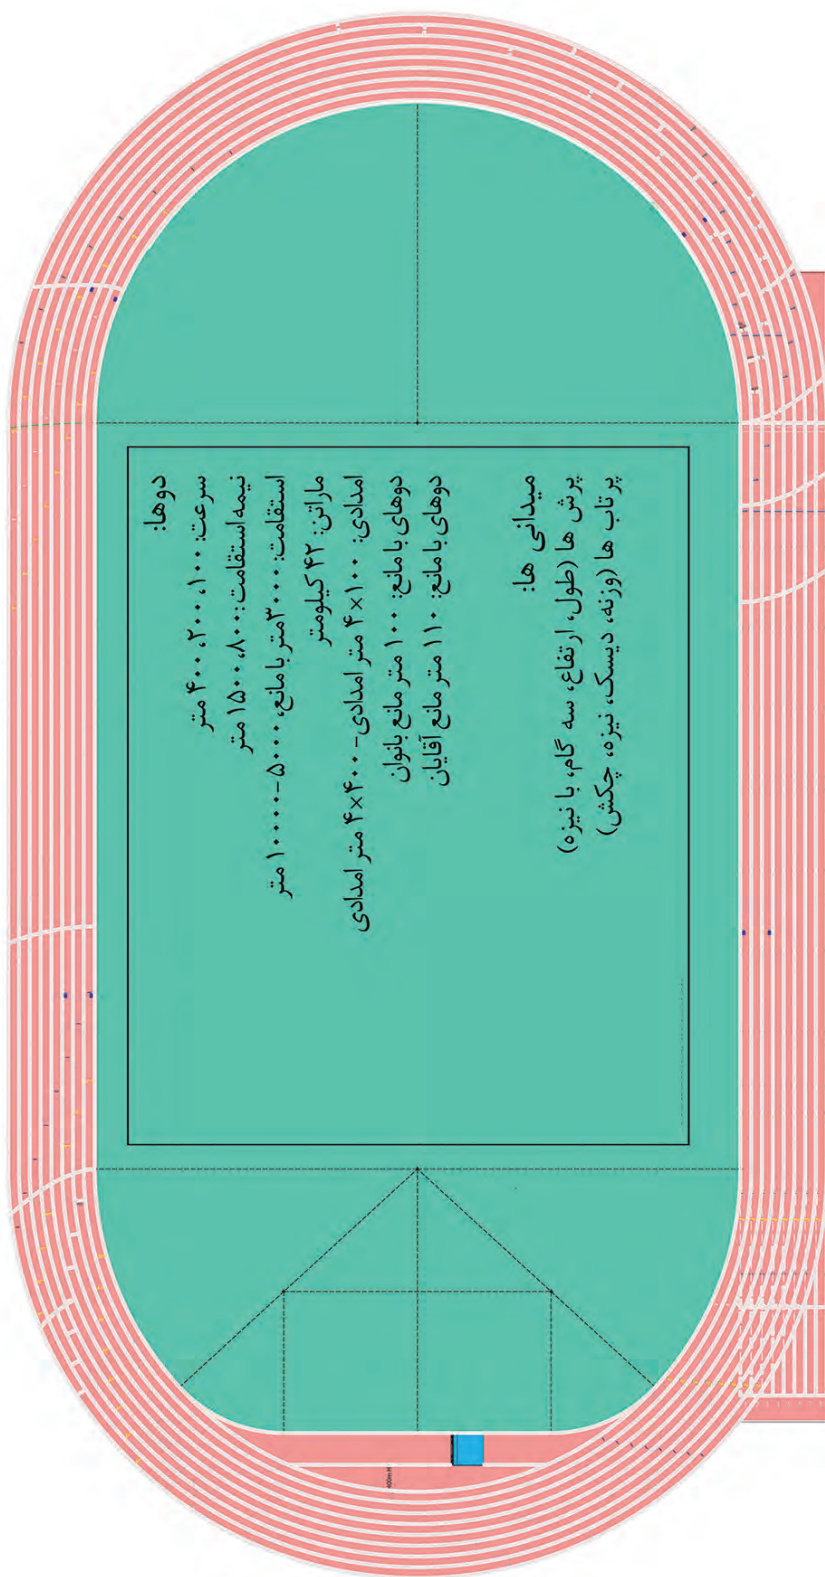 دوها:
سرعت: ۱۰۰، ۲۰۰، ۴۰۰ متر
نیمه استقامت: ۸۰۰، ۱۵۰۰ متر
استقامت: ۳۰۰۰ متر با مانع، ۵۰۰۰-۱۰۰۰۰ متر
ماراتن: ۴۲ کیلومتر
امدادی: ۴×۱۰۰ متر امدادی- ۴×۴۰۰ متر امدادی
دوهای با مانع: ۱۰۰ متر مانع بانوان
دوهای با مانع: ۱۱۰ متر مانع آقایان
میدانی ها:
پرش ها (طول، ارتفاع، سه گام، با نیزه)
پرتاب ها (وزنه، دیسک، نیزه، چکش)